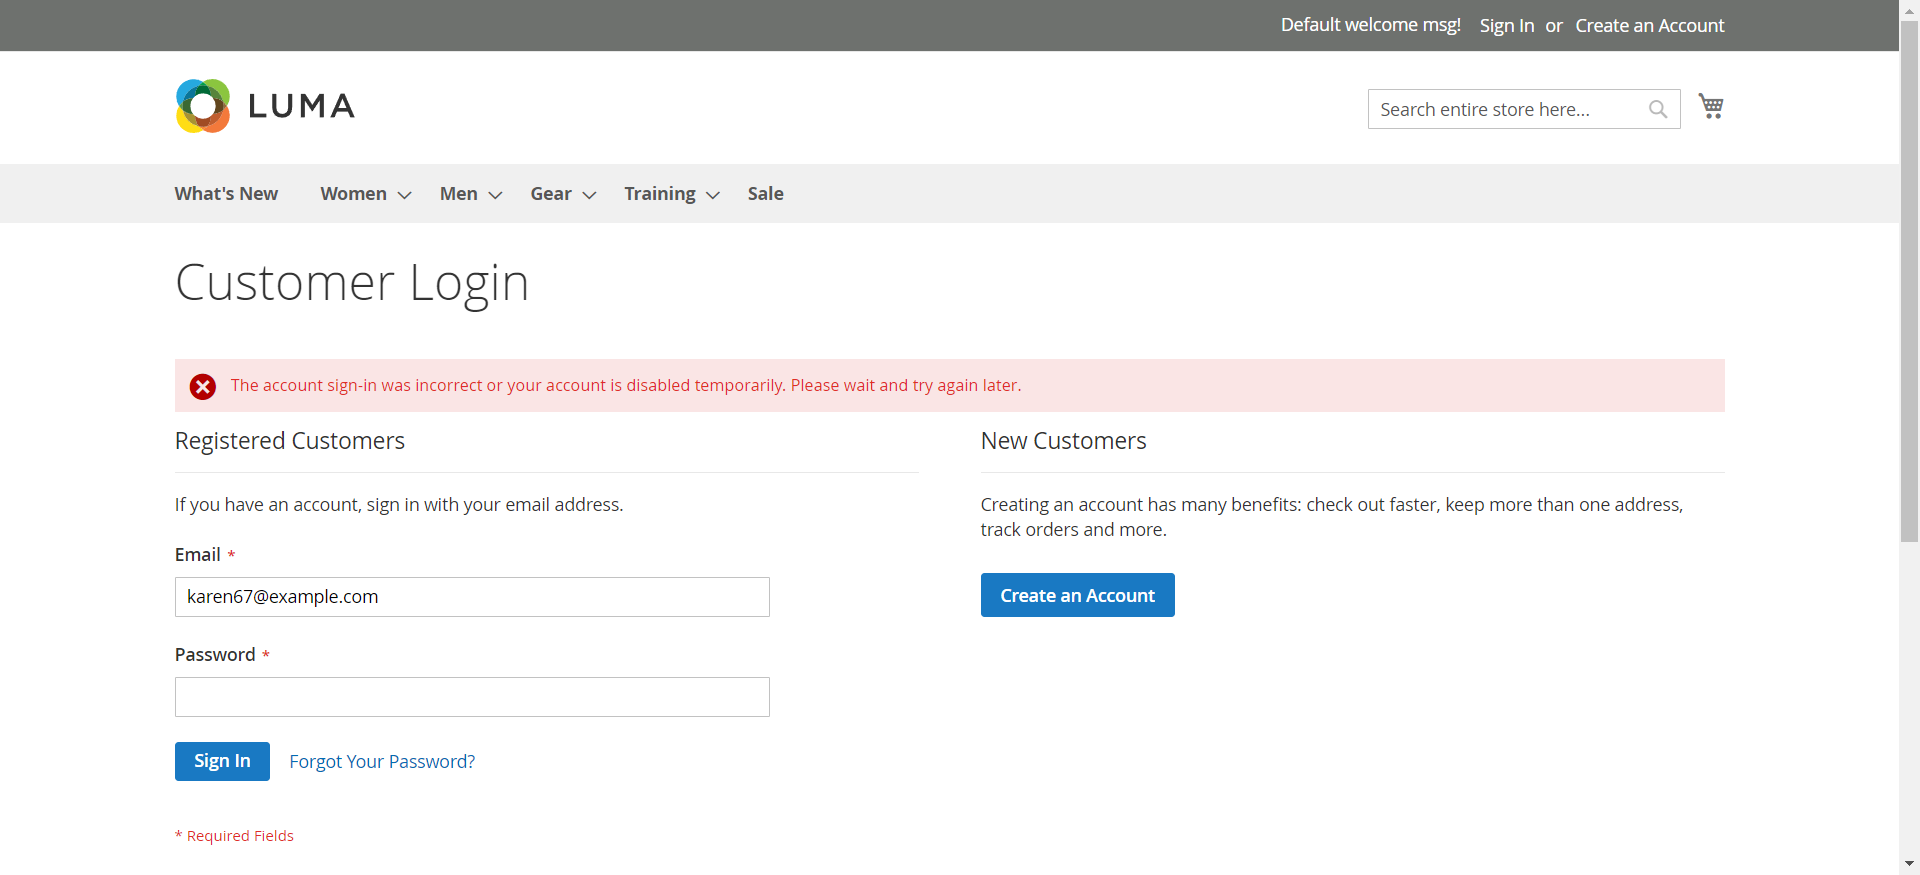 Default welcome msg! Sign In or Create an Account
LUMA
Search entire store here...
What's New Women Men Gear Training Sale
Customer Login
The account sign-in was incorrect or your account is disabled temporarily. Please wait and try again later.
Registered Customers
If you have an account, sign in with your email address.
Email *
karen67@example.com
Password *
Sign In Forgot Your Password?
* Required Fields
New Customers
Creating an account has many benefits: check out faster, keep more than one address,
track orders and more.
Create an Account